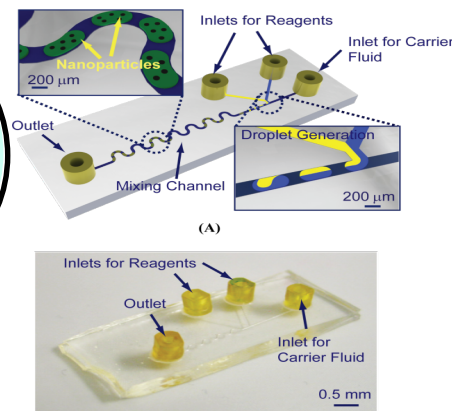 Inlets for Reagents
Nanoparticles
200 μm
Inlet for Carrier
Fluid
Outlet
Droplet Generation
Mixing Channel
200 μm
(A)
Inlets for Reagents
Outlet
Inlet for
Carrier Fluid
0.5 mm